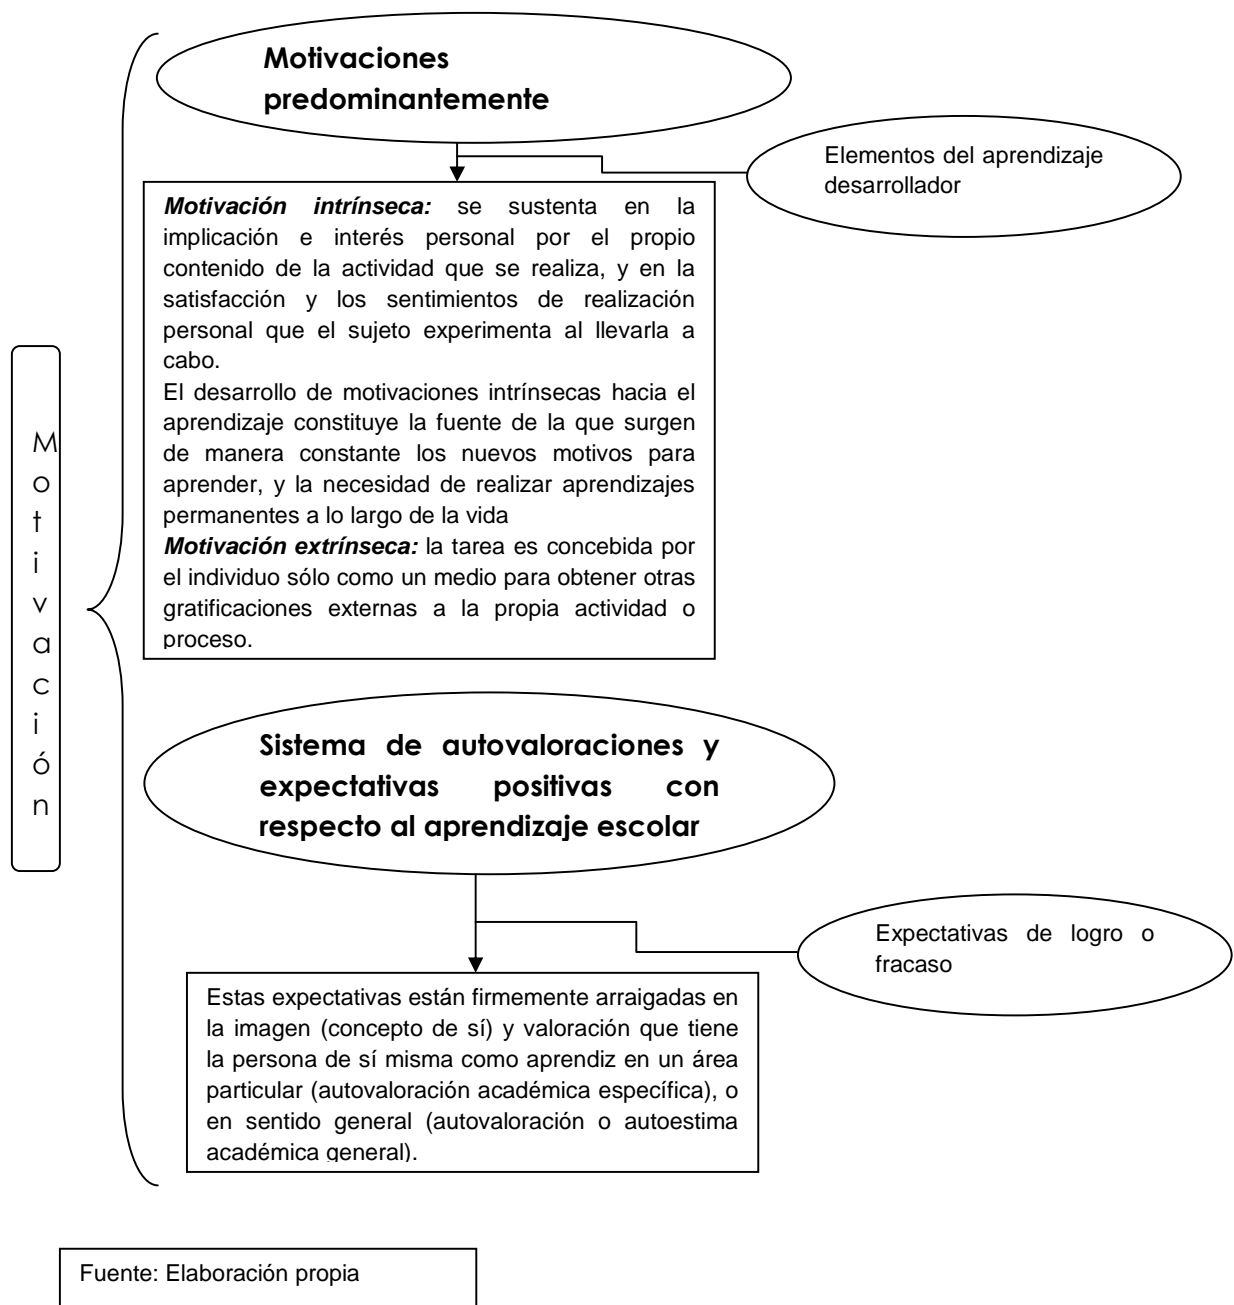 Motivación
Motivaciones
predominantemente
Elementos del aprendizaje
desarrollador
Motivación intrínseca: se sustenta en la
implicación e interés personal por el propio
contenido de la actividad que se realiza, y en la
satisfacción y los sentimientos de realización
personal que el sujeto experimenta al llevarla a
cabo.
El desarrollo de motivaciones intrínsecas hacia el
aprendizaje constituye la fuente de la que surgen
de manera constante los nuevos motivos para
aprender, y la necesidad de realizar aprendizajes
permanentes a lo largo de la vida
Motivación extrínseca: la tarea es concebida por
el individuo sólo como un medio para obtener otras
gratificaciones externas a la propia actividad o
proceso.
Sistema de autovaloraciones y
expectativas positivas con
respecto al aprendizaje escolar
Expectativas de logro o
fracaso
Estas expectativas están firmemente arraigadas en
la imagen (concepto de sí) y valoración que tiene
la persona de sí misma como aprendiz en un área
particular (autovaloración académica específica), o
en sentido general (autovaloración o autoestima
académica general).
Fuente: Elaboración propia